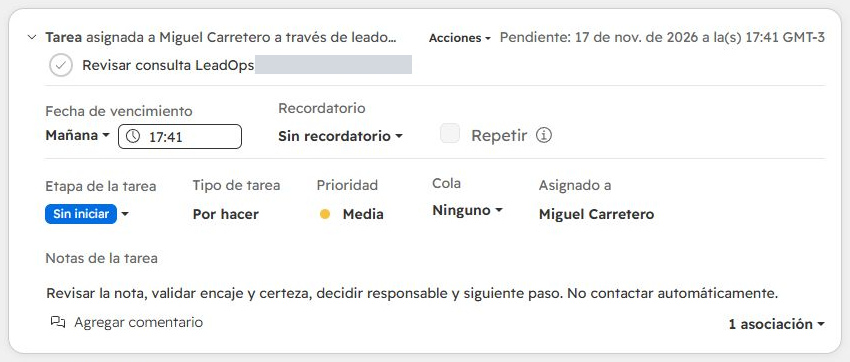 Tarea asignada a Miguel Carretero a través de leado... Acciones Pendiente: 17 de nov. de 2026 a la(s) 17:41 GMT-3
Revisar consulta LeadOps
Fecha de vencimiento Recordatorio
Mañana 17:41 Sin recordatorio Repetir
Etapa de la tarea Tipo de tarea Prioridad Cola Asignado a
Sin iniciar Por hacer Media Ninguno Miguel Carretero
Notas de la tarea
Revisar la nota, validar encaje y certeza, decidir responsable y siguiente paso. No contactar automáticamente.
Agregar comentario 1 asociación